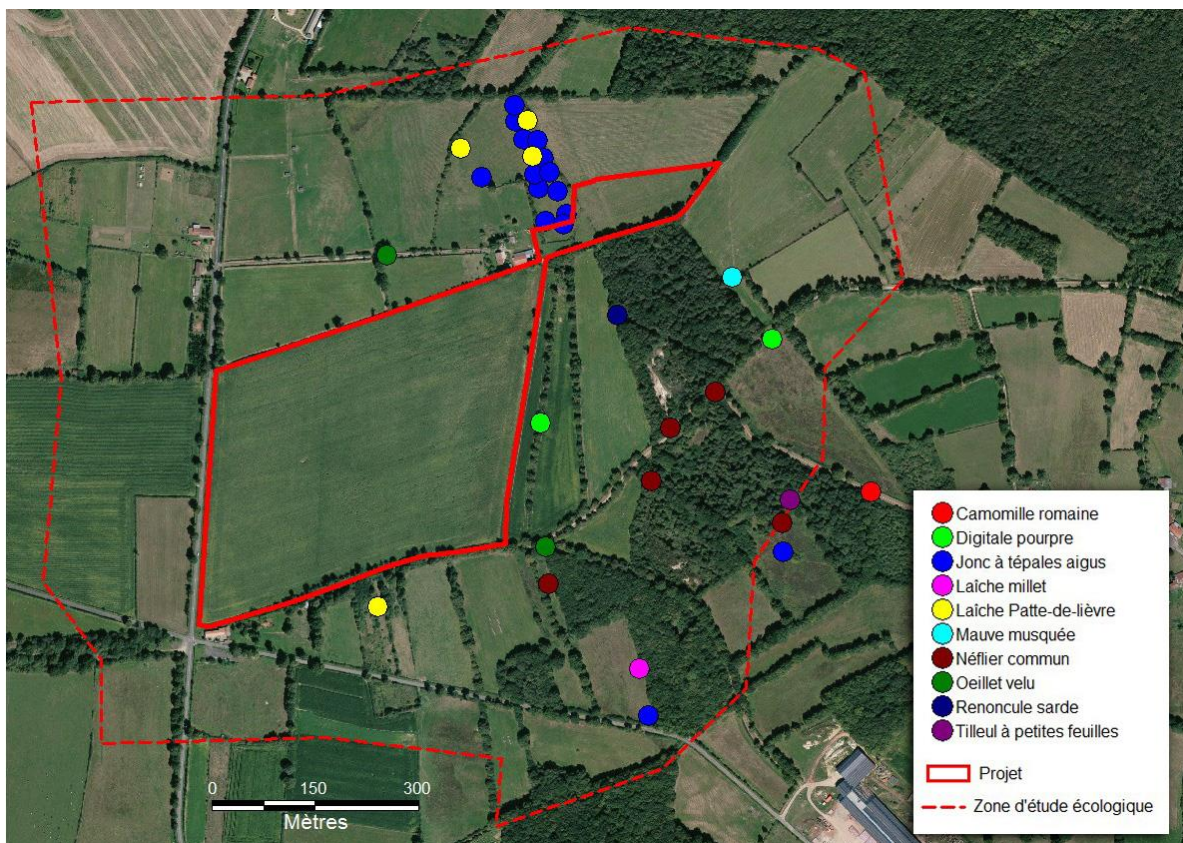 Camomille romaine
Digitale pourpre
Jonc à tépales aigus
Laîche millet
Laîche Patte-de-lièvre
Mauve musquée
Néflier commun
Oeillet velu
Renoncule sarde
Tilleul à petites feuilles
Projet
Zone d'étude écologique
0 150 300
Mètres